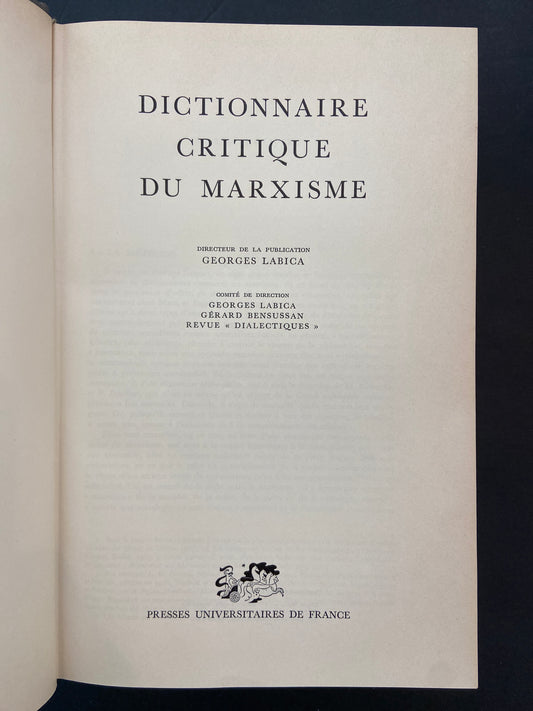 DICTIONNAIRE
CRITIQUE
DU MARXISME
DIRECTEUR DE LA PUBLICATION
GEORGES LABICA
COMITÉ DE DIRECTION
GEORGES LABICA
GÉRARD BENSUSSAN
REVUE « DIALECTIQUES »
PRESSES UNIVERSITAIRES DE FRANCE